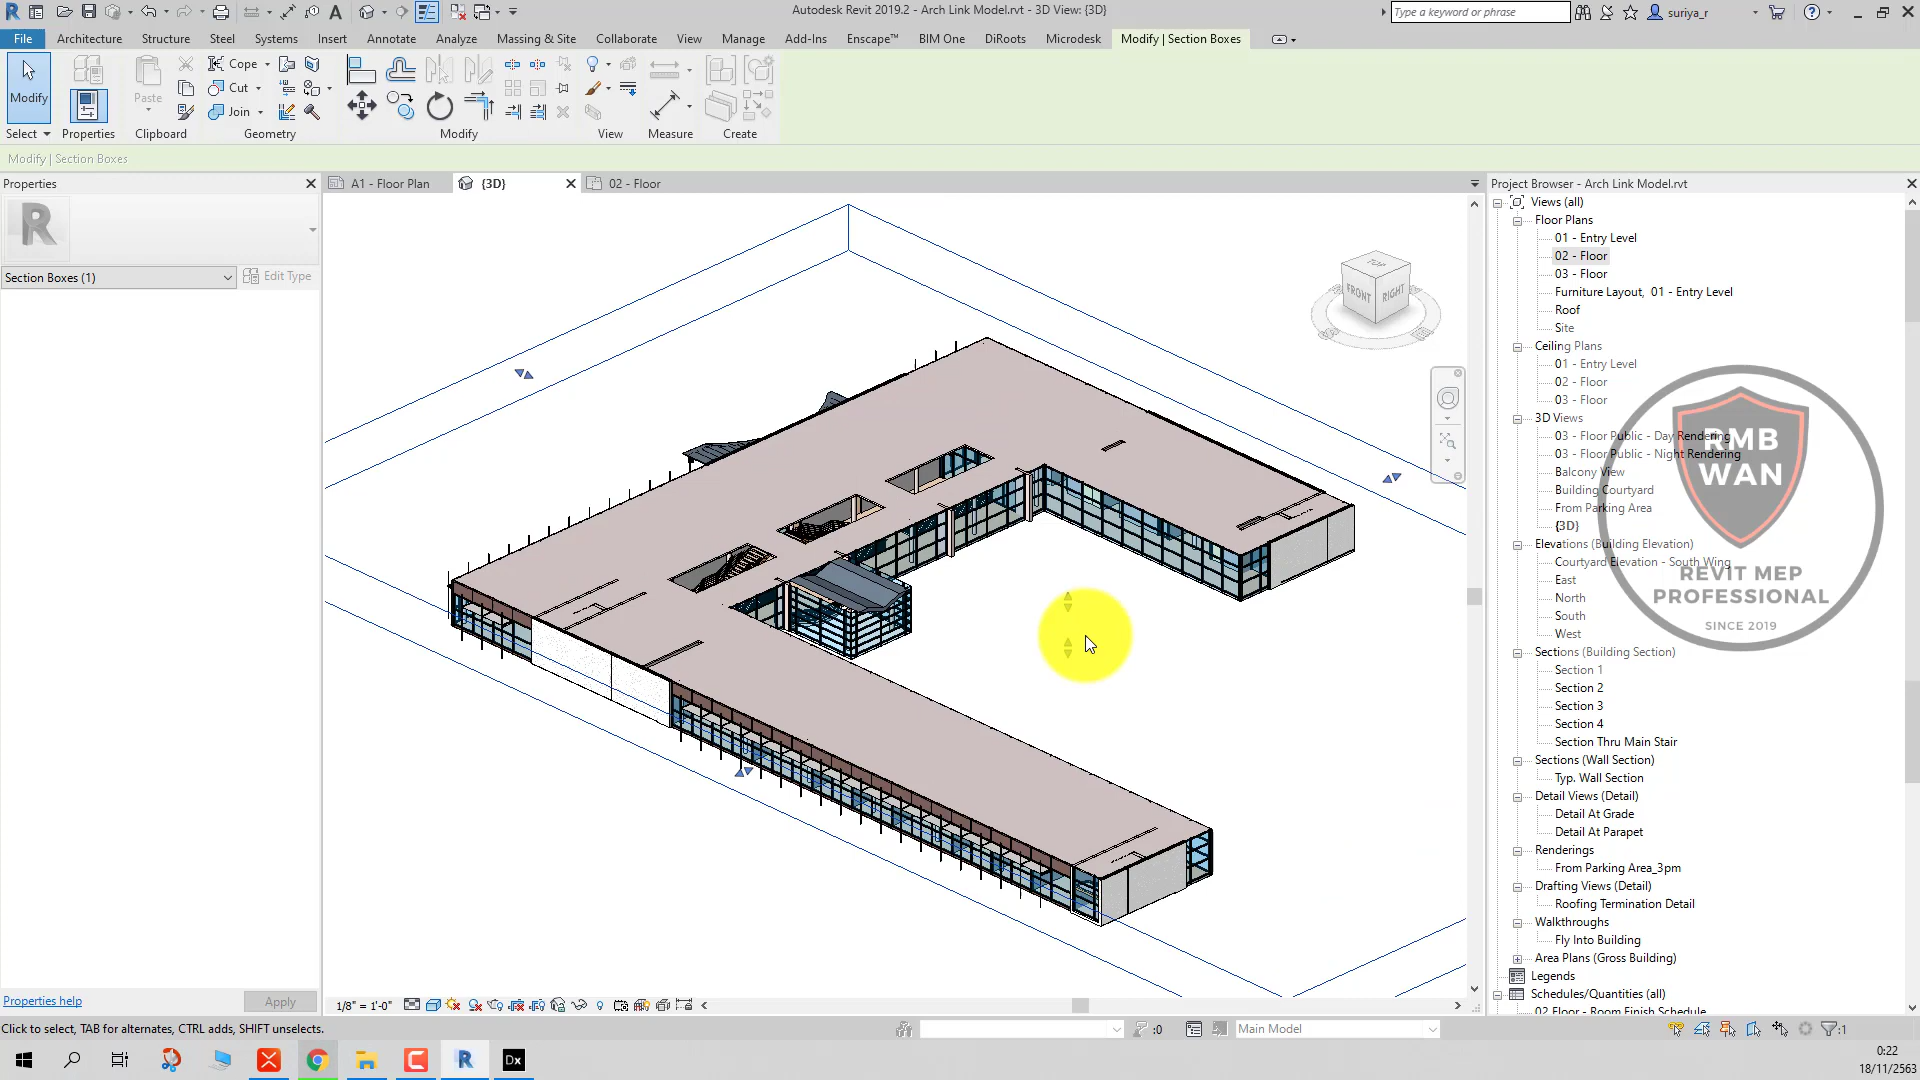 Autodesk Revit 2019.2 - Arch Link Model.rvt - 3D View: {3D}
Type a keyword or phrase
suriya_r
File
Architecture
Structure
Steel
Systems
Insert
Annotate
Analyze
Massing & Site
Collaborate
View
Manage
Add-Ins
Enscape™
BIM One
DiRoots
Microdesk
Modify | Section Boxes
Modify
Paste
Cope
Cut
Join
Select
Properties
Clipboard
Geometry
Modify
View
Measure
Create
Modify | Section Boxes
Properties
A1 - Floor Plan
{3D}
02 - Floor
Project Browser - Arch Link Model.rvt
Section Boxes (1)
Edit Type
TOP
FRONT
RIGHT
Views (all)
Floor Plans
01 - Entry Level
02 - Floor
03 - Floor
Furniture Layout, 01 - Entry Level
Roof
Site
Ceiling Plans
01 - Entry Level
02 - Floor
03 - Floor
3D Views
03 - Floor Public - Day Rendering
03 - Floor Public - Night Rendering
Balcony View
Building Courtyard
From Parking Area
{3D}
Elevations (Building Elevation)
Courtyard Elevation - South Wing
East
North
South
West
Sections (Building Section)
Section 1
Section 2
Section 3
Section 4
Section Thru Main Stair
Sections (Wall Section)
Typ. Wall Section
Detail Views (Detail)
Detail At Grade
Detail At Parapet
Renderings
From Parking Area_3pm
Drafting Views (Detail)
Roofing Termination Detail
Walkthroughs
Fly Into Building
Area Plans (Gross Building)
Legends
Schedules/Quantities (all)
02 Floor - Room Finish Schedule
RMB
WAN
REVIT MEP
PROFESSIONAL
SINCE 2019
Properties help
Apply
1/8" = 1'-0"
Click to select, TAB for alternates, CTRL adds, SHIFT unselects.
:0
Main Model
:1
Dx
0:22
18/11/2563